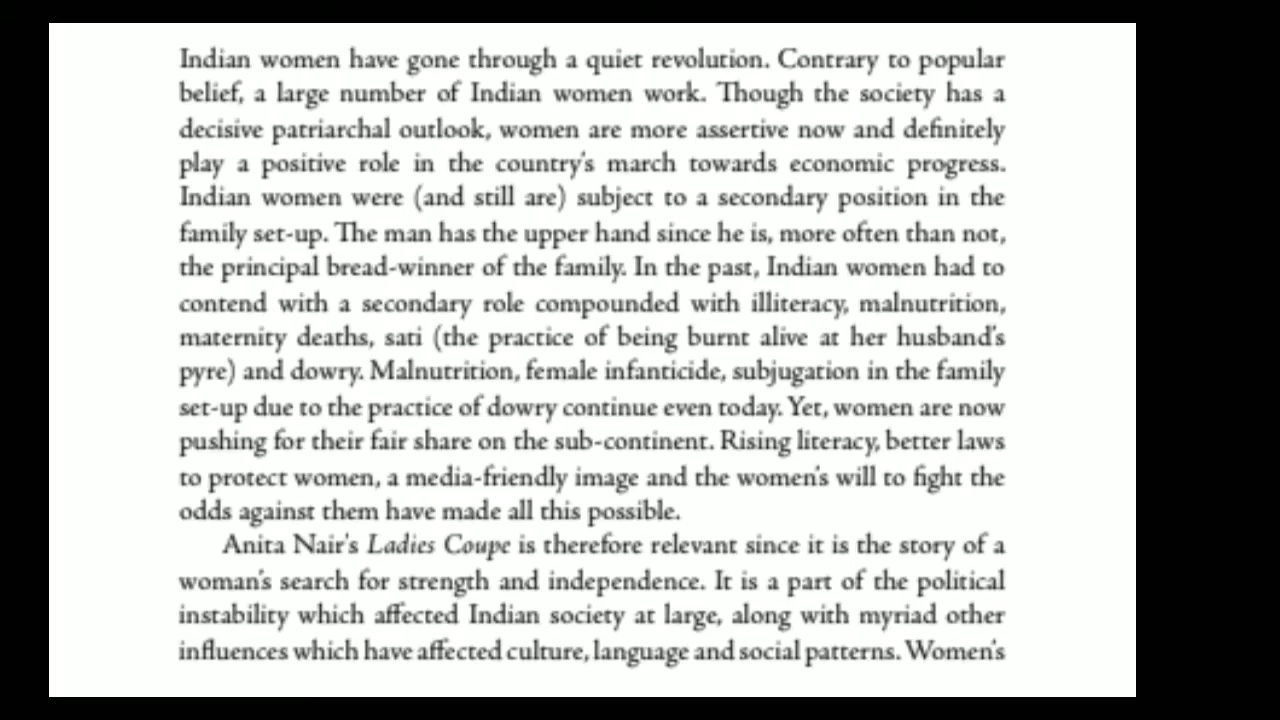 Indian women have gone through a quiet revolution. Contrary to popular
belief, a large number of Indian women work. Though the society has a
decisive patriarchal outlook, women are more assertive now and definitely
play a positive role in the country's march towards economic progress.
Indian women were (and still are) subject to a secondary position in the
family set-up. The man has the upper hand since he is, more often than not,
the principal bread-winner of the family. In the past, Indian women had to
contend with a secondary role compounded with illiteracy, malnutrition,
maternity deaths, sati (the practice of being burnt alive at her husband's
pyre) and dowry. Malnutrition, female infanticide, subjugation in the family
set-up due to the practice of dowry continue even today. Yet, women are now
pushing for their fair share on the sub-continent. Rising literacy, better laws
to protect women, a media-friendly image and the women's will to fight the
odds against them have made all this possible.
Anita Nair's Ladies Coupe is therefore relevant since it is the story of a
woman's search for strength and independence. It is a part of the political
instability which affected Indian society at large, along with myriad other
influences which have affected culture, language and social patterns. Women's